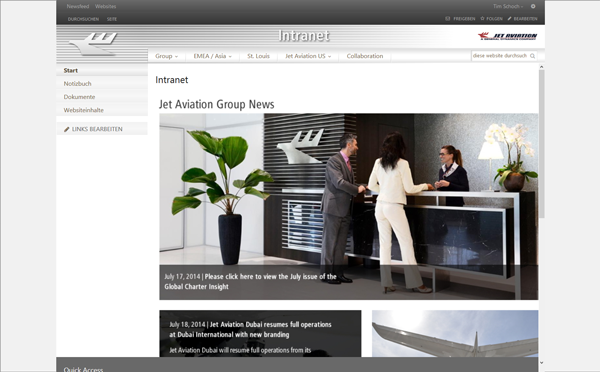 Newsfeed Websites
Tim Schoch
DURCHSUCHEN SEITE
FREIGEBEN FOLGEN BEARBEITEN
Intranet
JET AVIATION
A GENERAL DYNAMICS COMPANY
Group EMEA / Asia St. Louis Jet Aviation US Collaboration
diese website durchsuch
Start
Notizbuch
Dokumente
Websiteinhalte
LINKS BEARBEITEN
Intranet
Jet Aviation Group News
July 17, 2014 | Please click here to view the July issue of the
Global Charter Insight
July 18, 2014 | Jet Aviation Dubai resumes full operations
at Dubai International with new branding
Jet Aviation Dubai will resume full operations from its
Quick Access